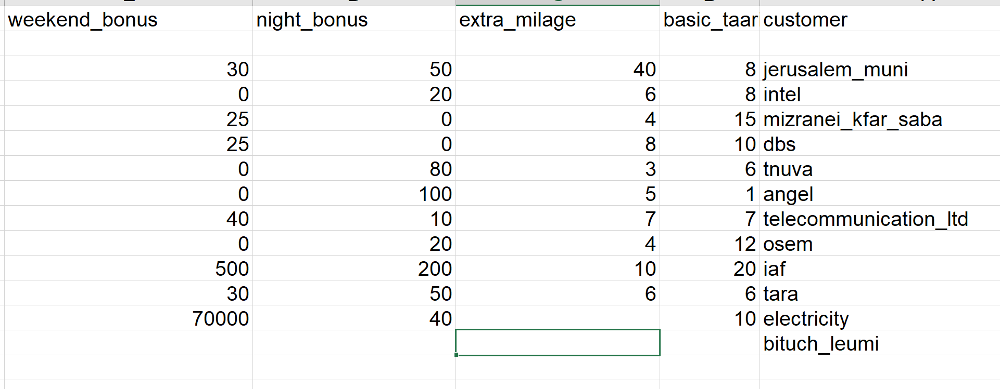 weekend_bonus night_bonus extra_milage basic_taari customer
30 50 40 8 jerusalem_muni
0 20 6 8 intel
25 0 4 15 mizranei_kfar_saba
25 0 8 10 dbs
0 80 3 6 tnuva
0 100 5 1 angel
40 10 7 7 telecommunication_ltd
0 20 4 12 osem
500 200 10 20 iaf
30 50 6 6 tara
70000 40 10 electricity
bituch_leumi